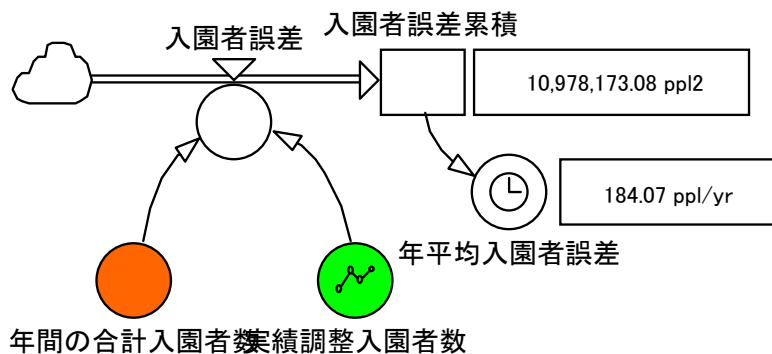 入園者誤差
入園者誤差累積
10,978,173.08 ppl2
184.07 ppl/yr
年平均入園者誤差
年間の合計入園者数
実績調整入園者数